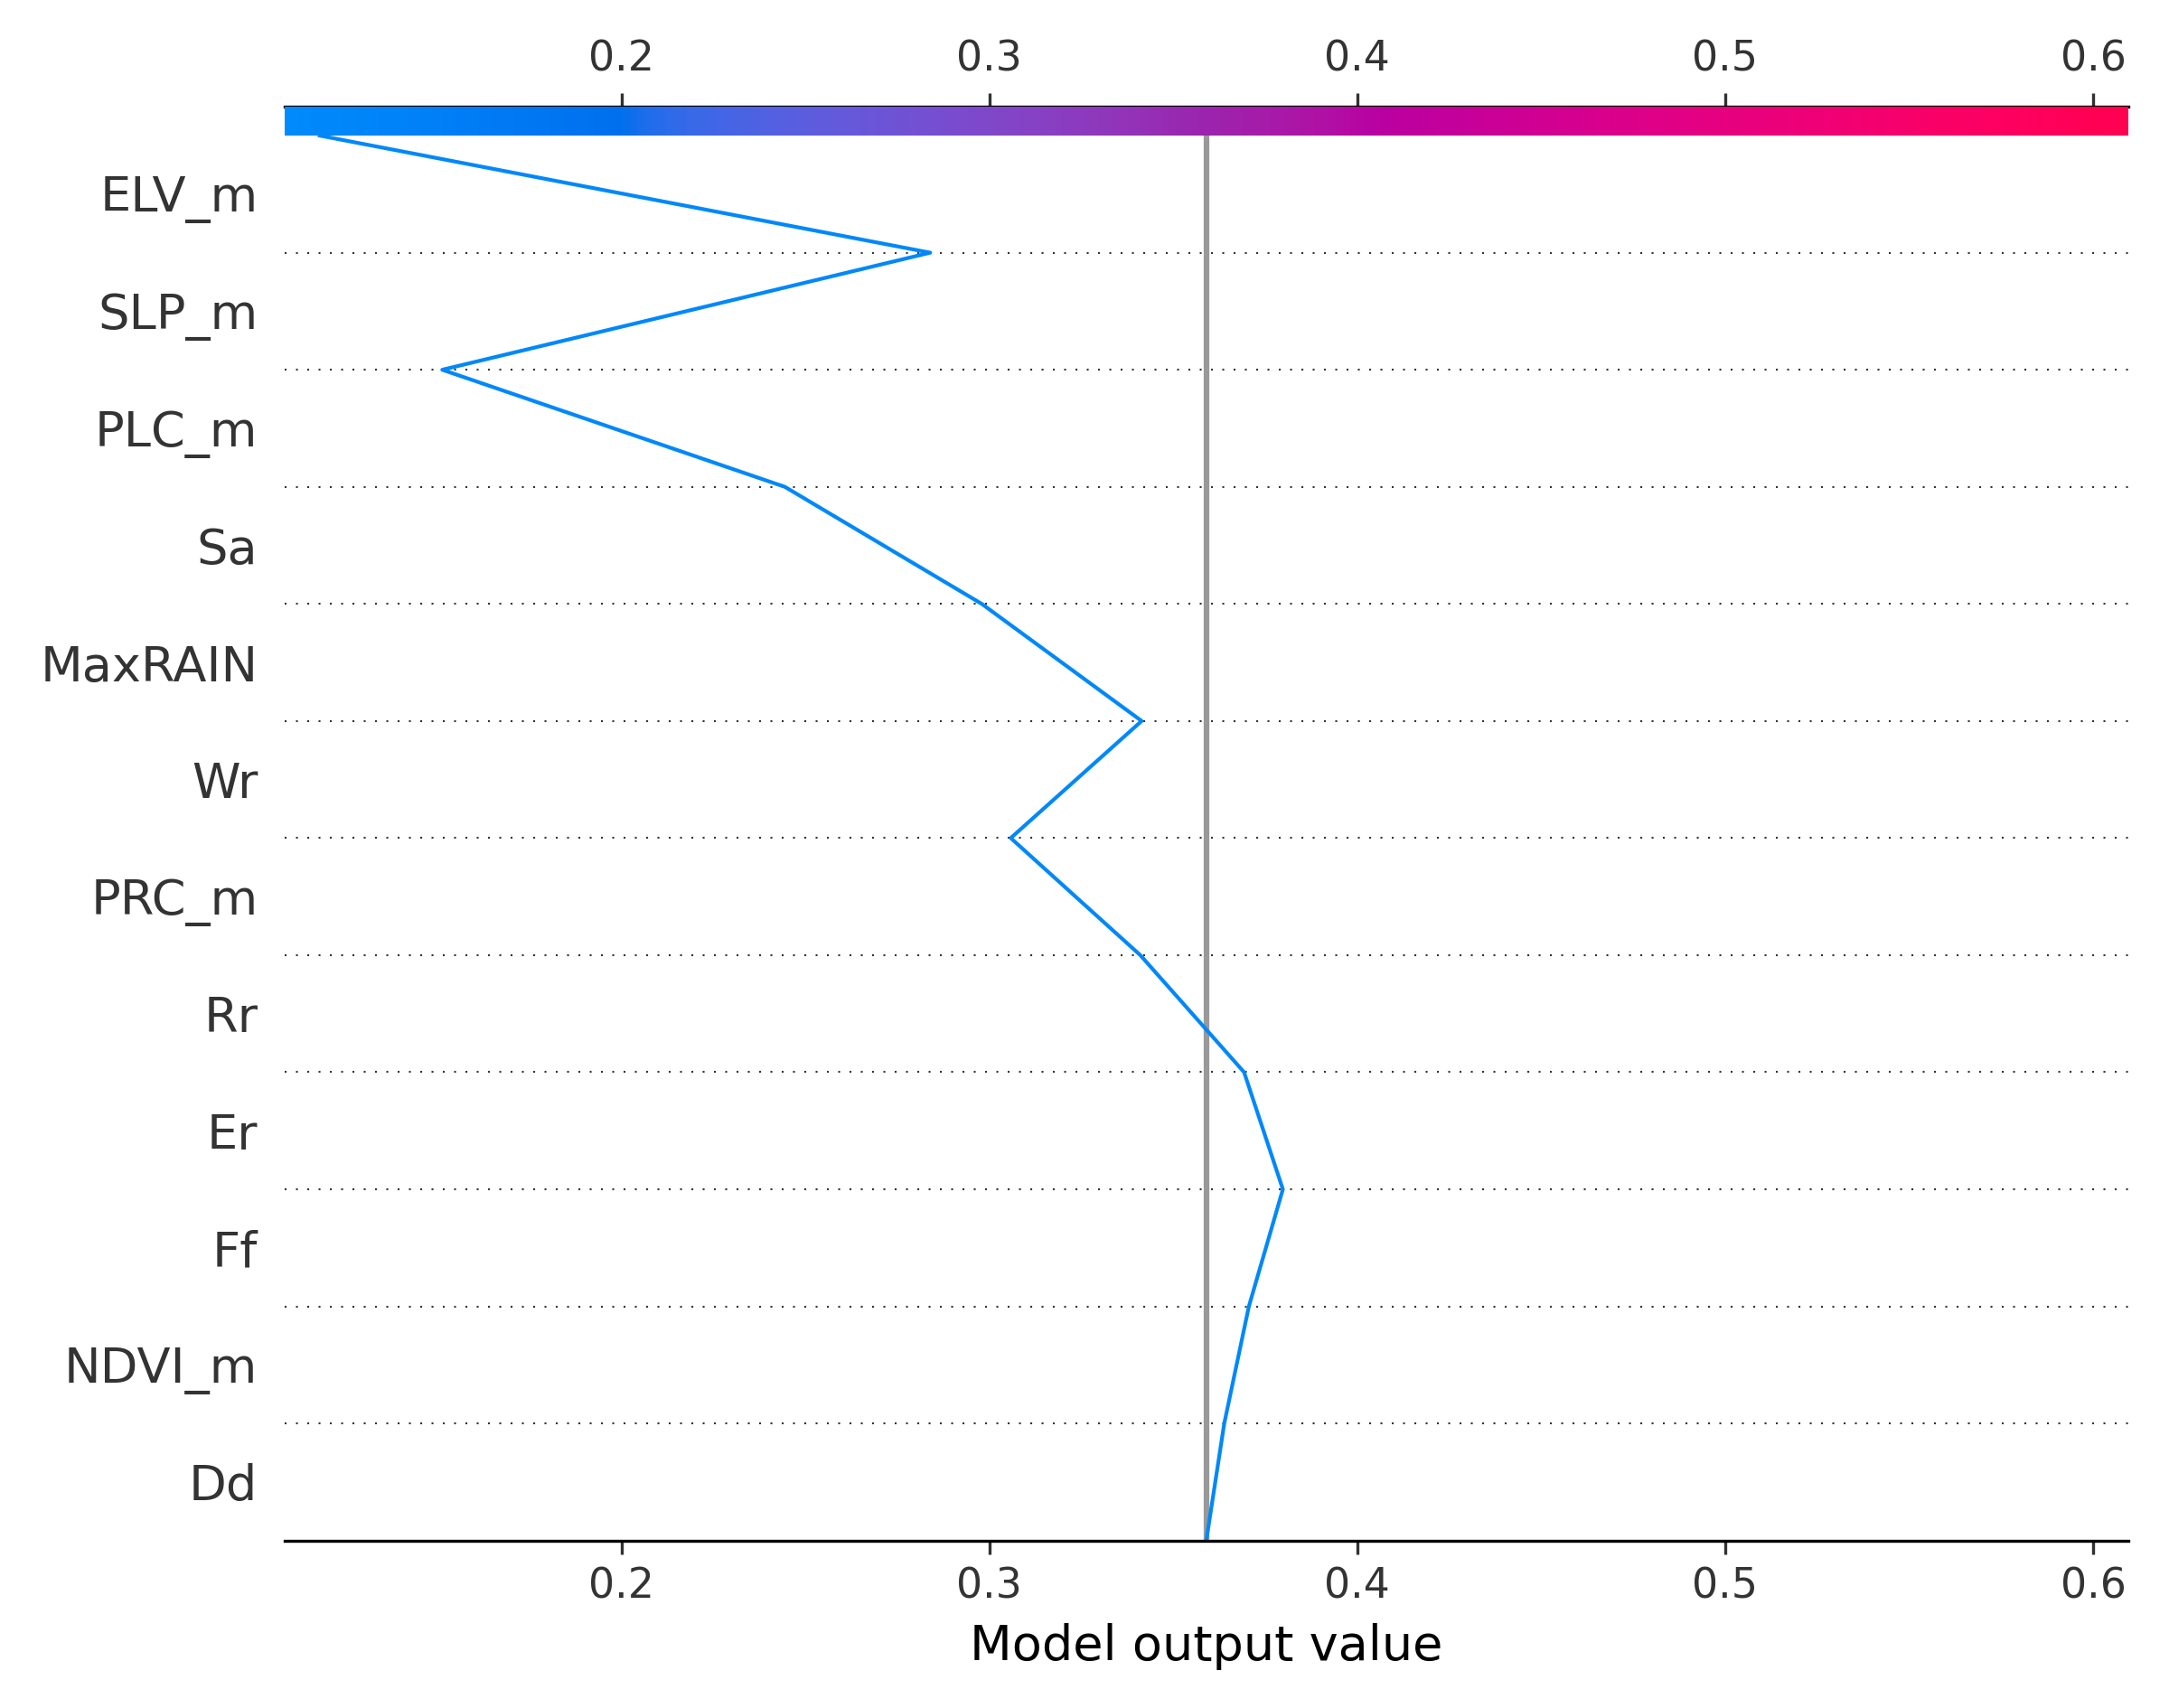 0.2 0.3 0.4 0.5 0.6
ELV_m
SLP_m
PLC_m
Sa
MaxRAIN
Wr
PRC_m
Rr
Er
Ff
NDVI_m
Dd
0.2 0.3 0.4 0.5 0.6
Model output value